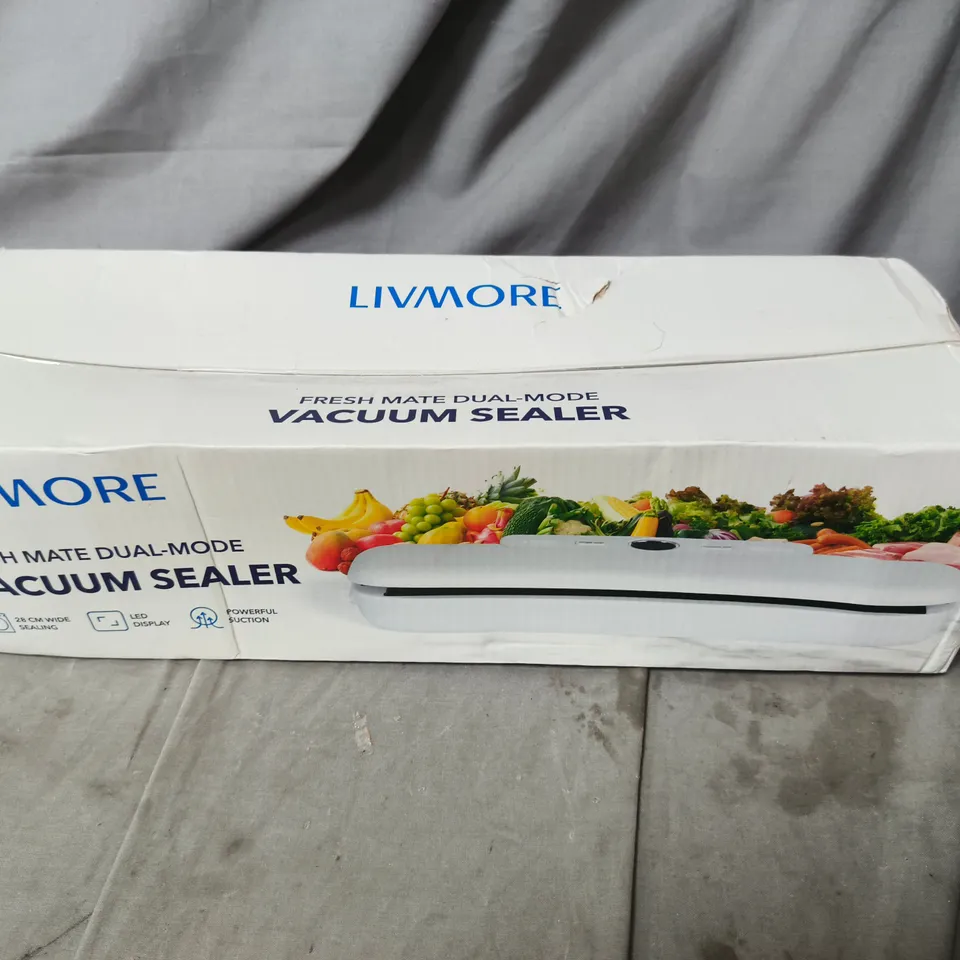 LIVMORE
FRESH MATE DUAL-MODE
VACUUM SEALER
MORE
H MATE DUAL-MODE
ACUUM SEALER
28 CM WIDE
SEALING
LED
DISPLAY
POWERFUL
SUCTION